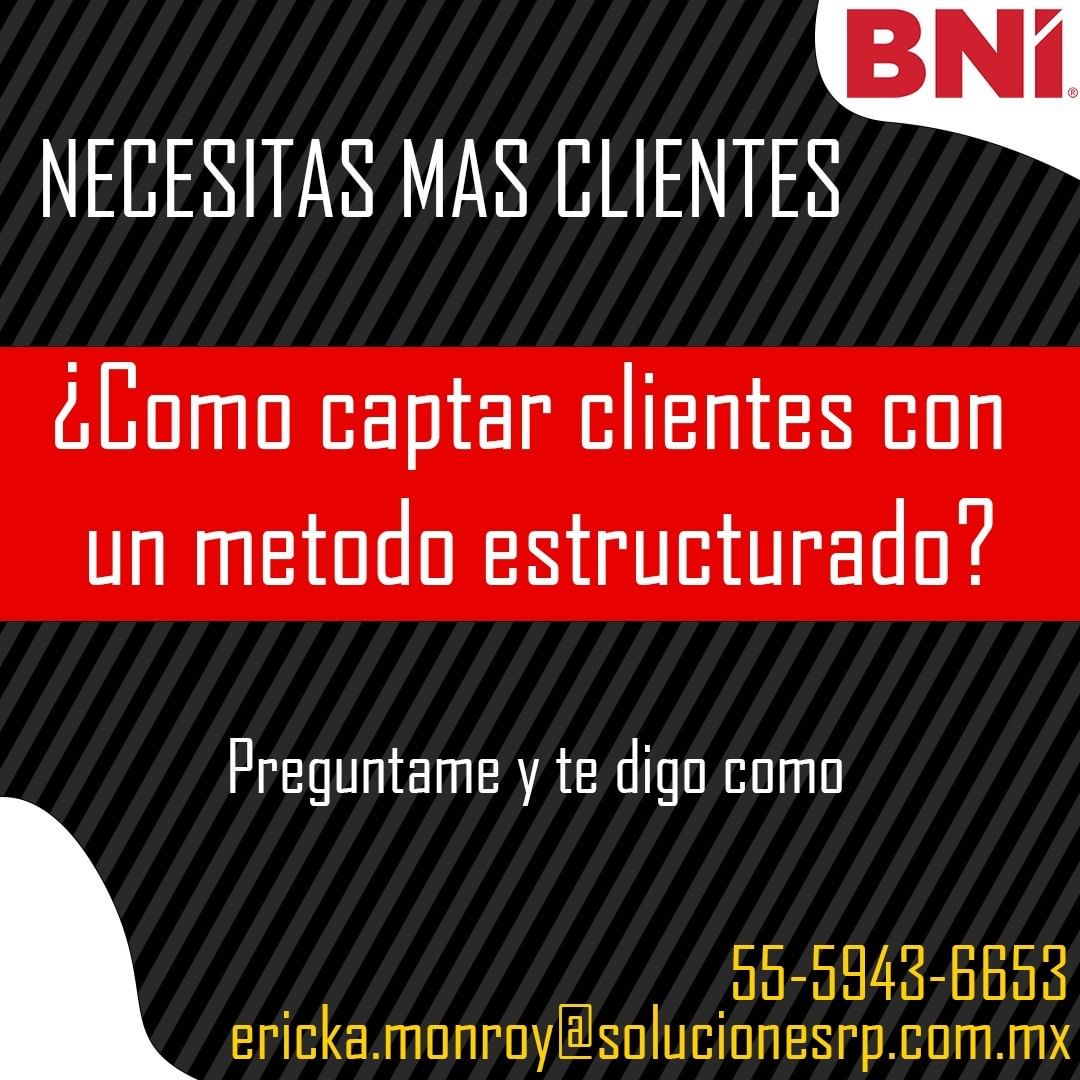 BNI®
NECESITAS MAS CLIENTES
¿Como captar clientes con
un metodo estructurado?
Preguntame y te digo como
55-5943-6653
ericka.monroy@solucionesrp.com.mx